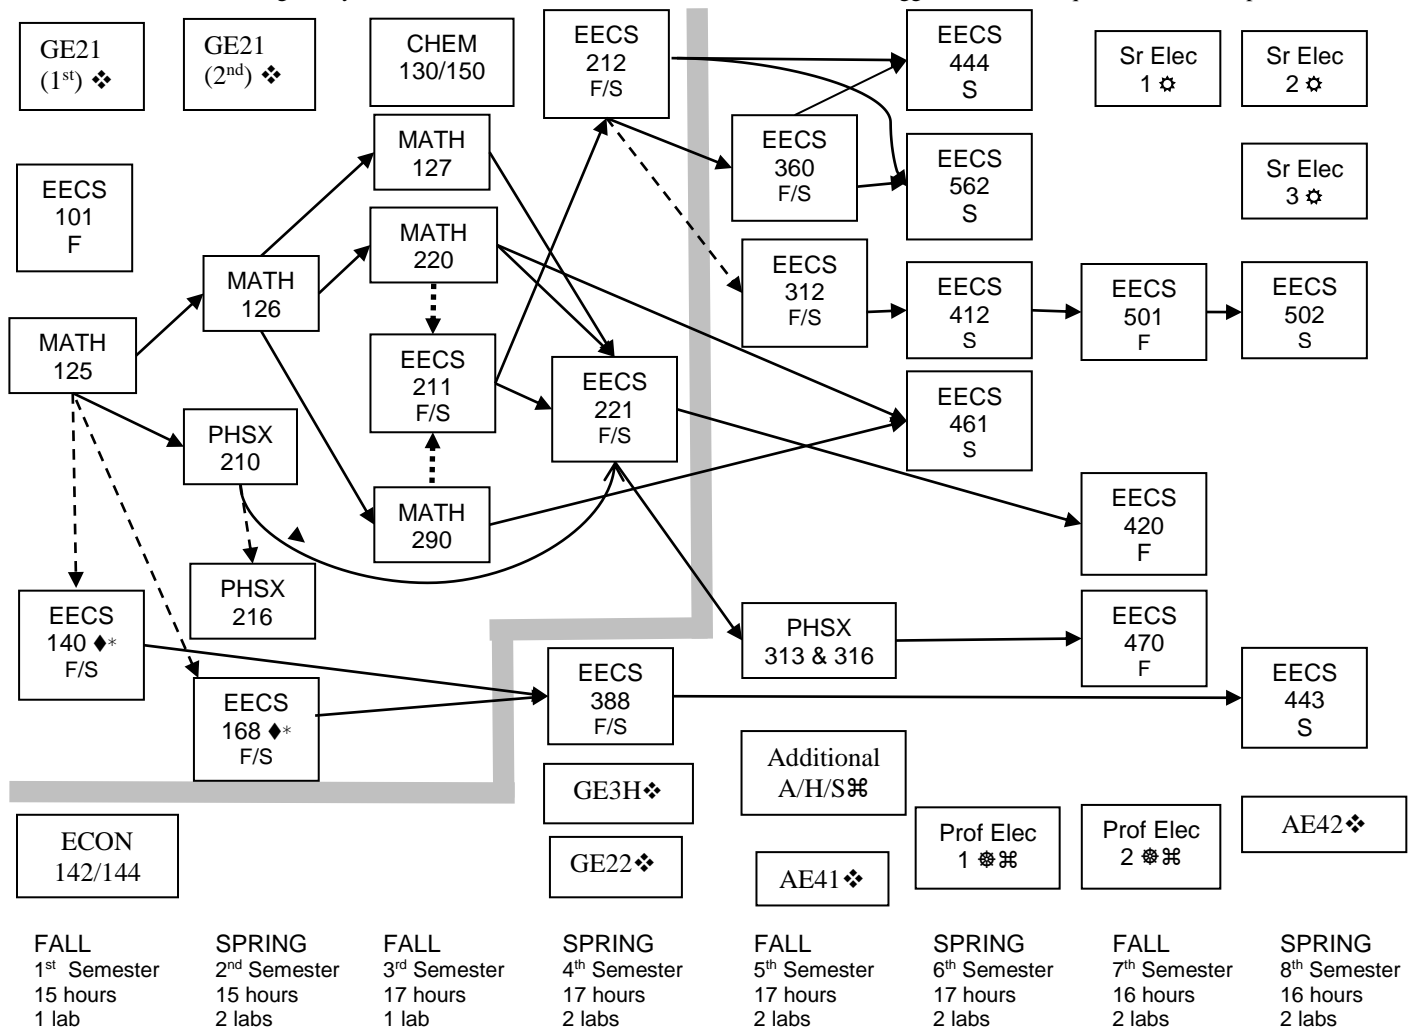 GE21
(1st) ❖
GE21
(2nd) ❖
CHEM
130/150
EECS
212
F/S
EECS
444
S
Sr Elec
1 ☼
Sr Elec
2 ☼
EECS
101
F
MATH
127
EECS
360
F/S
EECS
562
S
Sr Elec
3 ☼
MATH
126
MATH
220
EECS
312
F/S
EECS
412
S
EECS
501
F
EECS
502
S
MATH
125
EECS
211
F/S
EECS
221
F/S
EECS
461
S
PHSX
210
MATH
290
EECS
420
F
PHSX
216
EECS
140 ♦*
F/S
PHSX
313 & 316
EECS
470
F
EECS
168 ♦*
F/S
EECS
388
F/S
EECS
443
S
GE3H❖
Additional
A/H/S⌘
ECON
142/144
GE22❖
AE41❖
Prof Elec
1 ☸⌘
Prof Elec
2 ☸⌘
AE42❖
FALL
1st Semester
15 hours
1 lab
SPRING
2nd Semester
15 hours
2 labs
FALL
3rd Semester
17 hours
1 lab
SPRING
4th Semester
17 hours
2 labs
FALL
5th Semester
17 hours
2 labs
SPRING
6th Semester
17 hours
2 labs
FALL
7th Semester
16 hours
2 labs
SPRING
8th Semester
16 hours
2 labs